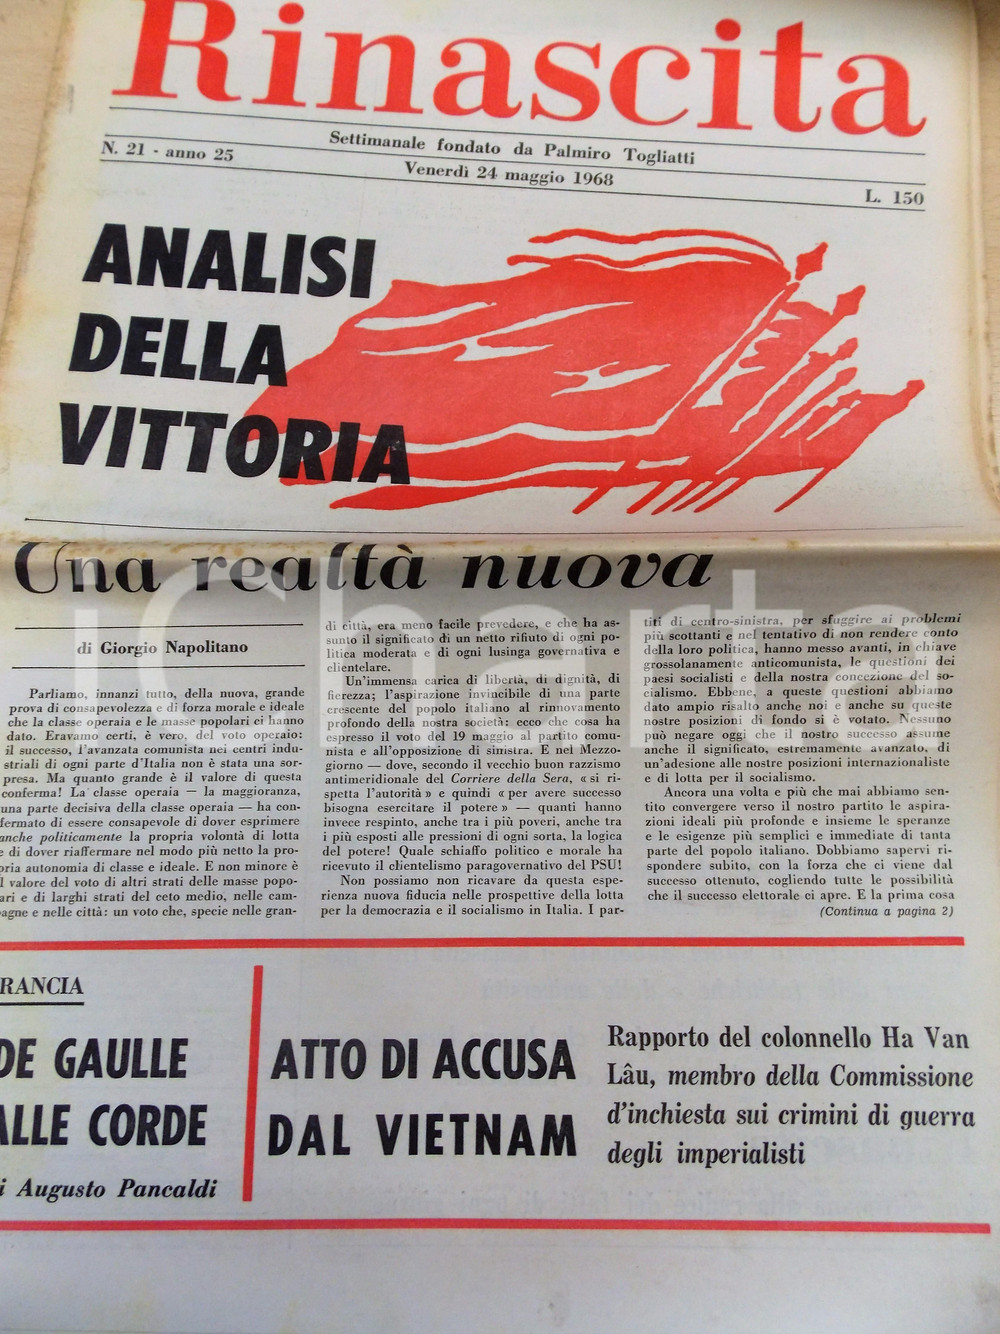 Rinascita
Settimanale fondato da Palmiro Togliatti
N. 21 - anno 25
Venerdì 24 maggio 1968
L. 150
ANALISI
DELLA
VITTORIA
Una realtà nuova
di Giorgio Napolitano
Parliamo, innanzi tutto, della nuova, grande
prova di consapevolezza e di forza morale e ideale
che la classe operaia e le masse popolari ci hanno
dato. Eravamo certi, è vero, del voto operaio:
il successo, l'avanzata comunista nei centri indu-
striali di ogni parte d'Italia non è stata una sor-
presa. Ma quanto grande è il valore di questa
conferma! La classe operaia — la maggioranza,
una parte decisiva della classe operaia — ha con-
fermato di essere consapevole di dover esprimere
anche politicamente la propria volontà di lotta
e di dover riaffermare nel modo più netto la pro-
pria autonomia di classe e ideale. E non minore è
l valore del voto di altri strati delle masse popo-
ari e di larghi strati del ceto medio, nelle cam-
pagne e nelle città: un voto che, specie nelle gran-
di città, era meno facile prevedere, e che ha as-
sunto il significato di un netto rifiuto di ogni po-
litica moderata e di ogni lusinga governativa e
clientelare.
Un'immensa carica di libertà, di dignità, di
fierezza; l'aspirazione invincibile di una parte
crescente del popolo italiano al rinnovamento
profondo della nostra società: ecco che cosa ha
espresso il voto del 19 maggio al partito comu-
nista e all'opposizione di sinistra. E nel Mezzo-
giorno — dove, secondo il vecchio buon razzismo
antimeridionale del Corriere della Sera, « si ri-
spetta l'autorità » e quindi « per avere successo
bisogna esercitare il potere » — quanti hanno
invece respinto, anche tra i più poveri, anche tra
i più esposti alle pressioni di ogni sorta, la logica
del potere! Quale schiaffo politico e morale ha
ricevuto il clientelismo paragovernativo del PSU!
Non possiamo non ricavare da questa espe-
rienza nuova fiducia nelle prospettive della lotta
per la democrazia e il socialismo in Italia. I par-
titi di centro-sinistra, per sfuggire ai problemi
più scottanti e nel tentativo di non rendere conto
della loro politica, hanno messo avanti, in chiave
grossolanamente anticomunista, le questioni dei
paesi socialisti e della nostra concezione del so-
cialismo. Ebbene, a queste questioni abbiamo
dato ampio risalto anche noi e anche su queste
nostre posizioni di fondo si è votato. Nessuno
può negare oggi che il nostro successo assume
anche il significato, estremamente avanzato, di
un'adesione alle nostre posizioni internazionaliste
e di lotta per il socialismo.
Ancora una volta e più che mai abbiamo sen-
tito convergere verso il nostro partito le aspira-
zioni ideali più profonde e insieme le speranze
e le esigenze più semplici e immediate di tanta
parte del popolo italiano. Dobbiamo sapervi ri-
spondere subito, con la forza che ci viene dal
successo ottenuto, cogliendo tutte le possibilità
che il successo elettorale ci apre. E la prima cosa
(Continua a pagina 2)
RANCIA
DE GAULLE
ALLE CORDE
i Augusto Pancaldi
ATTO DI ACCUSA
DAL VIETNAM
Rapporto del colonnello Ha Van
Lâu, membro della Commissione
d'inchiesta sui crimini di guerra
degli imperialisti
iCharta